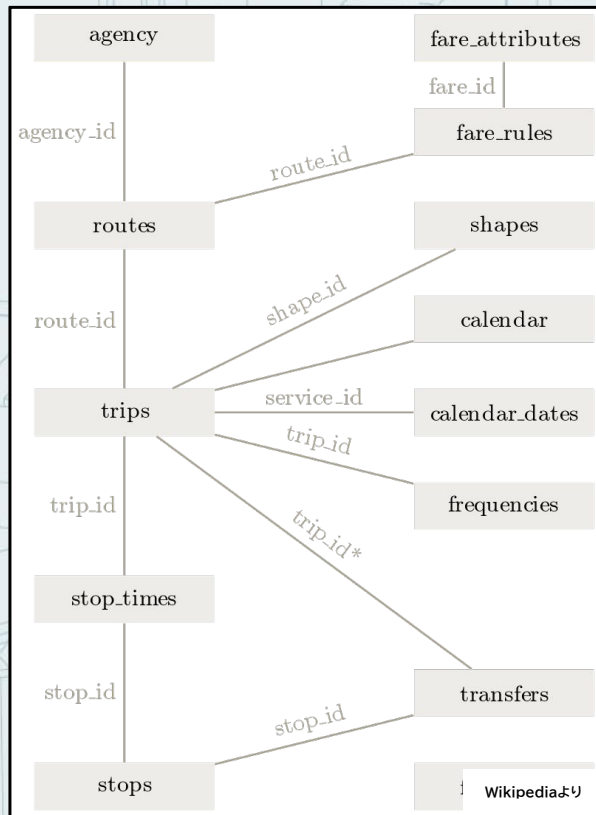 agency
fare_attributes
fare_id
agency_id
fare_rules
route_id
routes
shapes
shape_id
route_id
calendar
trips
service_id
calendar_dates
trip_id
trip_id
frequencies
trip_id*
stop_times
stop_id
transfers
stop_id
stops
Wikipediaより